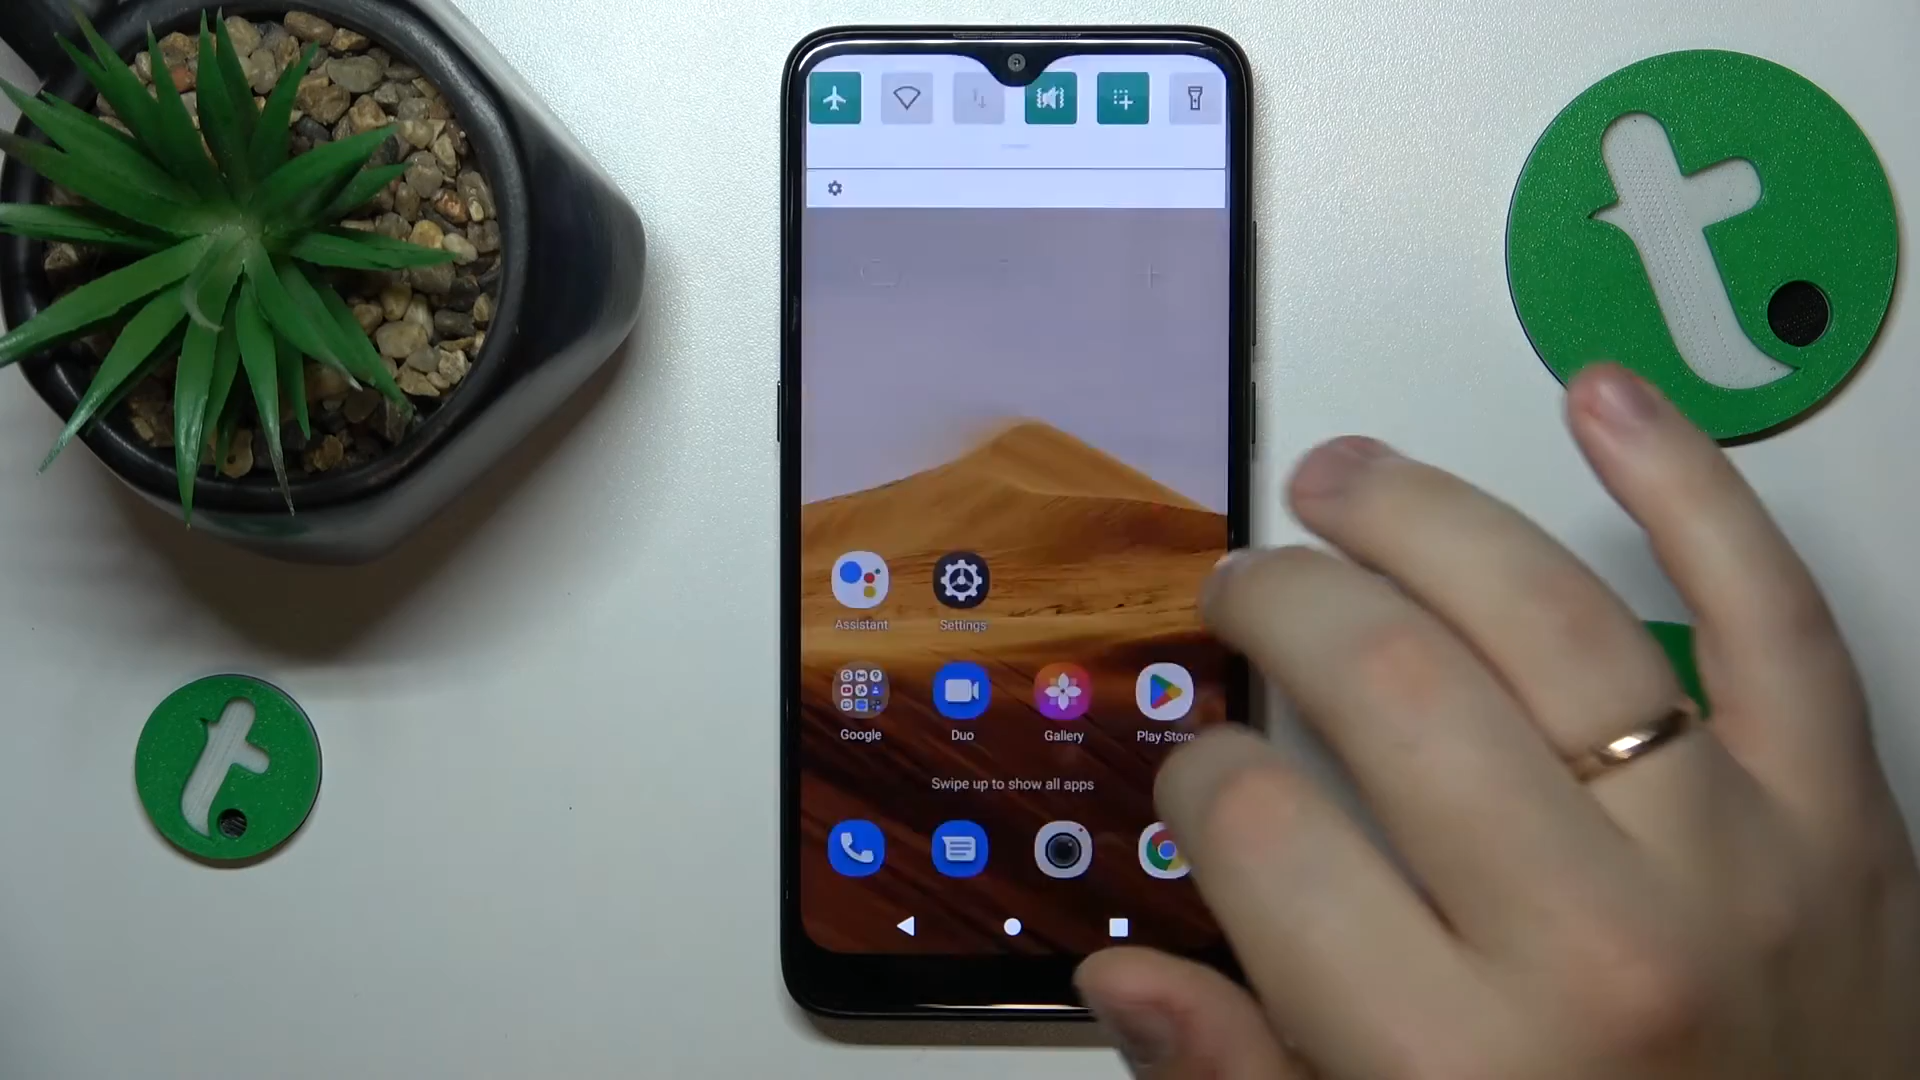 Assistant Settings
Google Duo Gallery Play Store
Swipe up to show all apps
t.
t.